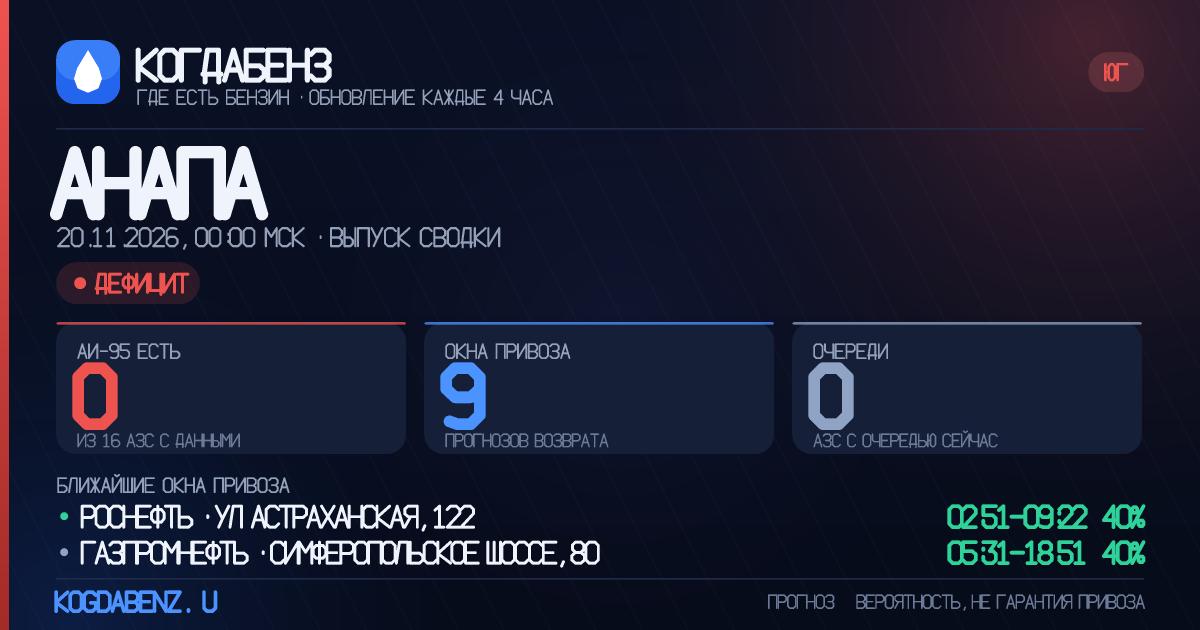 КОГДАБЕНЗ
ГДЕ ЕСТЬ БЕНЗИН · ОБНОВЛЕНИЕ КАЖДЫЕ 4 ЧАСА
ЮГ
АНАПА
20.11.2026, 00:00 МСК · ВЫПУСК СВОДКИ
• ДЕФИЦИТ
АИ-95 ЕСТЬ
0
ИЗ 16 АЗС С ДАННЫМИ
ОКНА ПРИВОЗА
9
ПРОГНОЗОВ ВОЗВРАТА
ОЧЕРЕДИ
0
АЗС С ОЧЕРЕДЬЮ СЕЙЧАС
БЛИЖАЙШИЕ ОКНА ПРИВОЗА
• РОСНЕФТЬ · УЛ АСТРАХАНСКАЯ, 122 02:51-09:22 40%
• ГАЗПРОМНЕФТЬ · СИМФЕРОПОЛЬСКОЕ ШОССЕ, 80 05:31-18:51 40%
KOGDABENZ. U
ПРОГНОЗ ВЕРОЯТНОСТЬ, НЕ ГАРАНТИЯ ПРИВОЗА